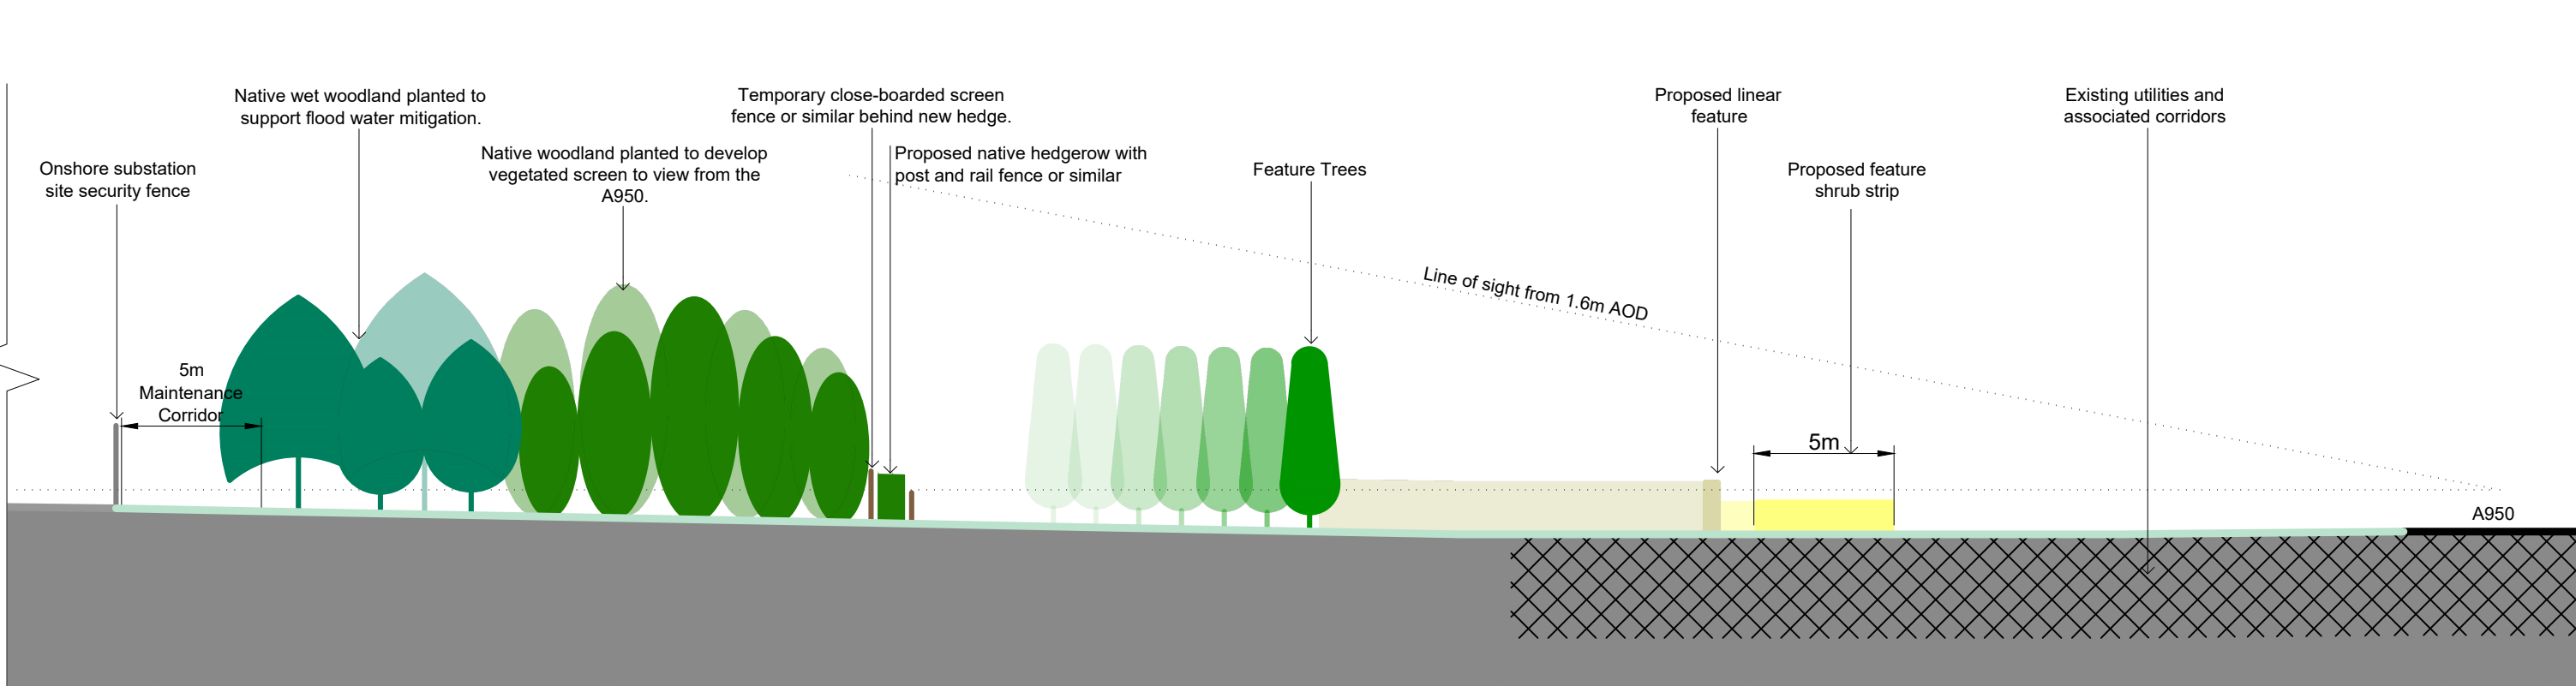 Native wet woodland planted to
support flood water mitigation.
Temporary close-boarded screen
fence or similar behind new hedge.
Proposed linear
feature
Existing utilities and
associated corridors
Onshore substation
site security fence
Native woodland planted to develop
vegetated screen to view from the
A950.
Proposed native hedgerow with
post and rail fence or similar
Feature Trees
Proposed feature
shrub strip
Line of sight from 1.6m AOD
5m
Maintenance
Corridor
5m
A950